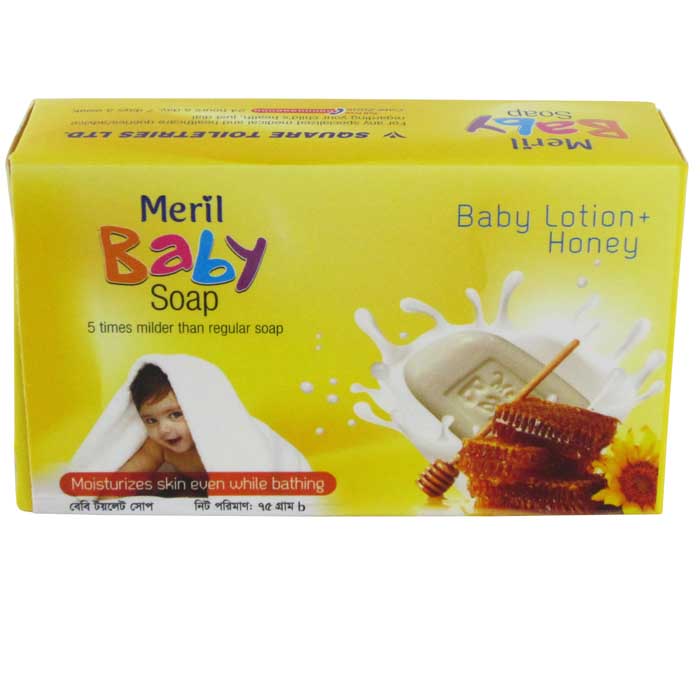 SQUARE TOILETRIES LTD.
For any specialized medical and healthcare queries/advice
regarding your child's health, just dial
24 hours a day, 7 days a week.
Meril
Baby
Soap
Meril
Baby
Soap
5 times milder than regular soap
Baby Lotion+
Honey
Moisturizes skin even while bathing
বেবি টয়লেট সোপ
নিট পরিমাণ: ৭৫ গ্রাম b